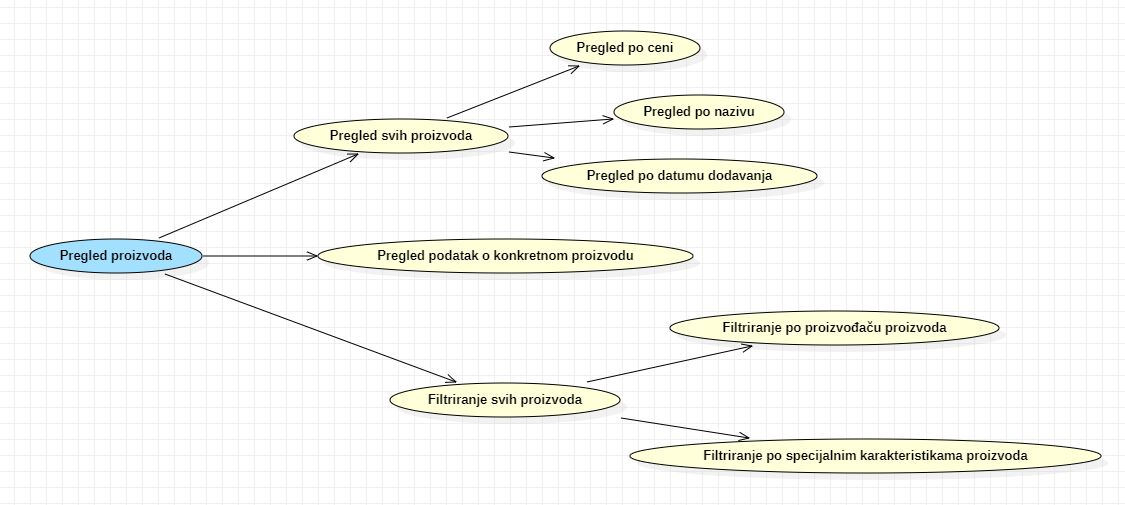 Pregled po ceni
Pregled po nazivu
Pregled svih proizvoda
Pregled po datumu dodavanja
Pregled proizvoda
Pregled podatak o konkretnom proizvodu
Filtriranje po proizvođaču proizvoda
Filtriranje svih proizvoda
Filtriranje po specijalnim karakteristikama proizvoda